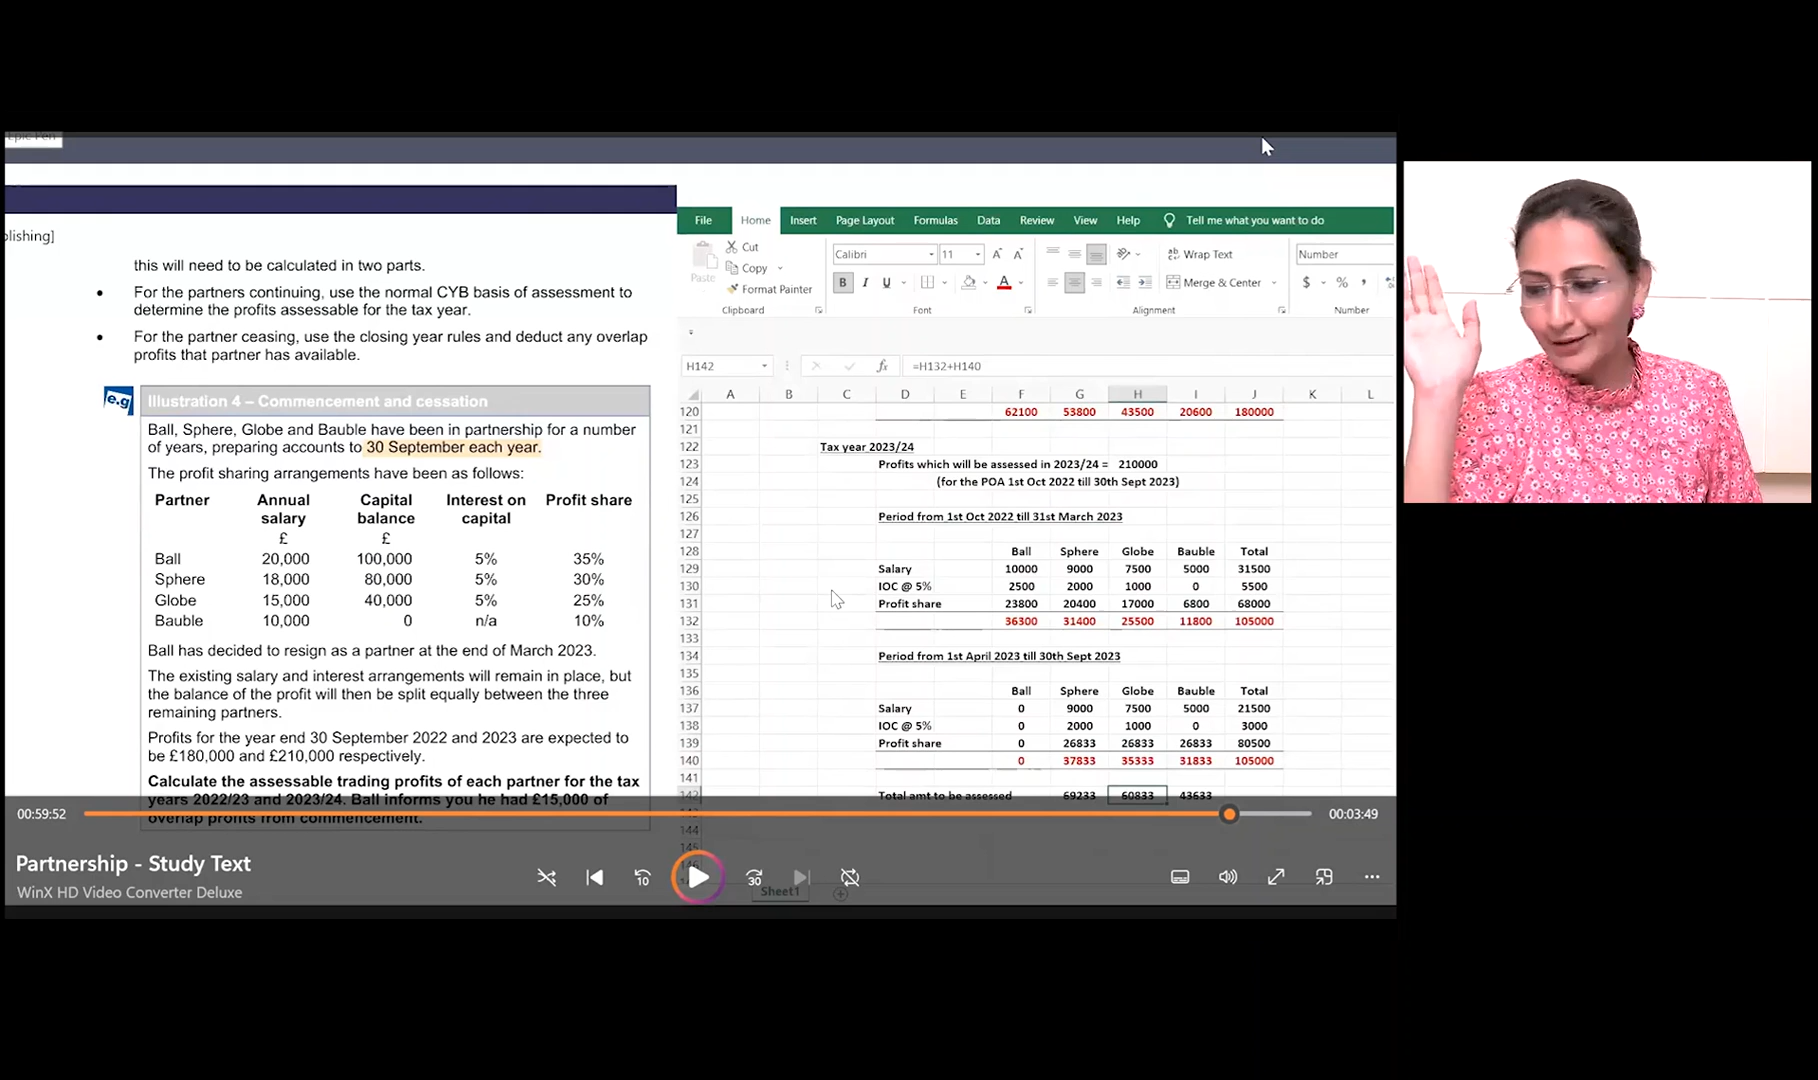 Epic Pen
olishing]
this will need to be calculated in two parts.
• For the partners continuing, use the normal CYB basis of assessment to
determine the profits assessable for the tax year.
• For the partner ceasing, use the closing year rules and deduct any overlap
profits that partner has available.
e.g
Illustration 4 – Commencement and cessation
Ball, Sphere, Globe and Bauble have been in partnership for a number
of years, preparing accounts to 30 September each year.
The profit sharing arrangements have been as follows:
Partner Annual Capital Interest on Profit share
salary balance capital
£ £
Ball 20,000 100,000 5% 35%
Sphere 18,000 80,000 5% 30%
Globe 15,000 40,000 5% 25%
Bauble 10,000 0 n/a 10%
Ball has decided to resign as a partner at the end of March 2023.
The existing salary and interest arrangements will remain in place, but
the balance of the profit will then be split equally between the three
remaining partners.
Profits for the year end 30 September 2022 and 2023 are expected to
be £180,000 and £210,000 respectively.
Calculate the assessable trading profits of each partner for the tax
years 2022/23 and 2023/24. Ball informs you he had £15,000 of
overlap profits from commencement.
File Home Insert Page Layout Formulas Data Review View Help Tell me what you want to do
Paste
Cut
Copy
Format Painter
Calibri 11 A A
B I U A
ab Wrap Text
Merge & Center
Number
$ % ,
Clipboard Font Alignment Number
H142 fx =H132+H140
A B C D E F G H I J K L
120 62100 53800 43500 20600 180000
121
122 Tax year 2023/24
123 Profits which will be assessed in 2023/24 = 210000
124 (for the POA 1st Oct 2022 till 30th Sept 2023)
125
126 Period from 1st Oct 2022 till 31st March 2023
127
128 Ball Sphere Globe Bauble Total
129 Salary 10000 9000 7500 5000 31500
130 IOC @ 5% 2500 2000 1000 0 5500
131 Profit share 23800 20400 17000 6800 68000
132 36300 31400 25500 11800 105000
133
134 Period from 1st April 2023 till 30th Sept 2023
135
136 Ball Sphere Globe Bauble Total
137 Salary 0 9000 7500 5000 21500
138 IOC @ 5% 0 2000 1000 0 3000
139 Profit share 0 26833 26833 26833 80500
140 0 37833 35333 31833 105000
141
142 Total amt to be assessed 69233 60833 43633
144
00:59:52 00:03:49
Partnership - Study Text
WinX HD Video Converter Deluxe
10 30
Sheet1